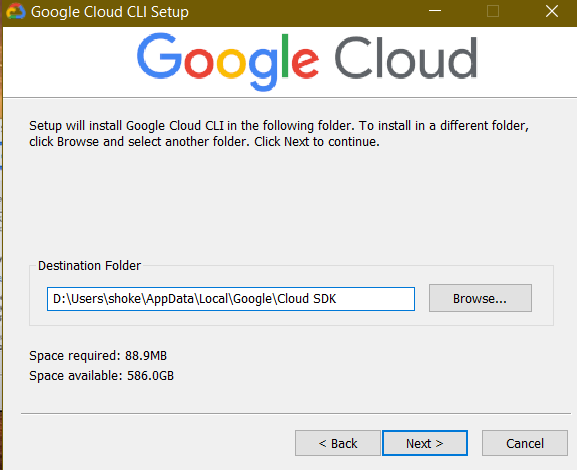 Google Cloud CLI Setup
Google Cloud
Setup will install Google Cloud CLI in the following folder. To install in a different folder,
click Browse and select another folder. Click Next to continue.
Destination Folder
D:\Users\shoke\AppData\Local\Google\Cloud SDK
Browse...
Space required: 88.9MB
Space available: 586.0GB
< Back
Next >
Cancel